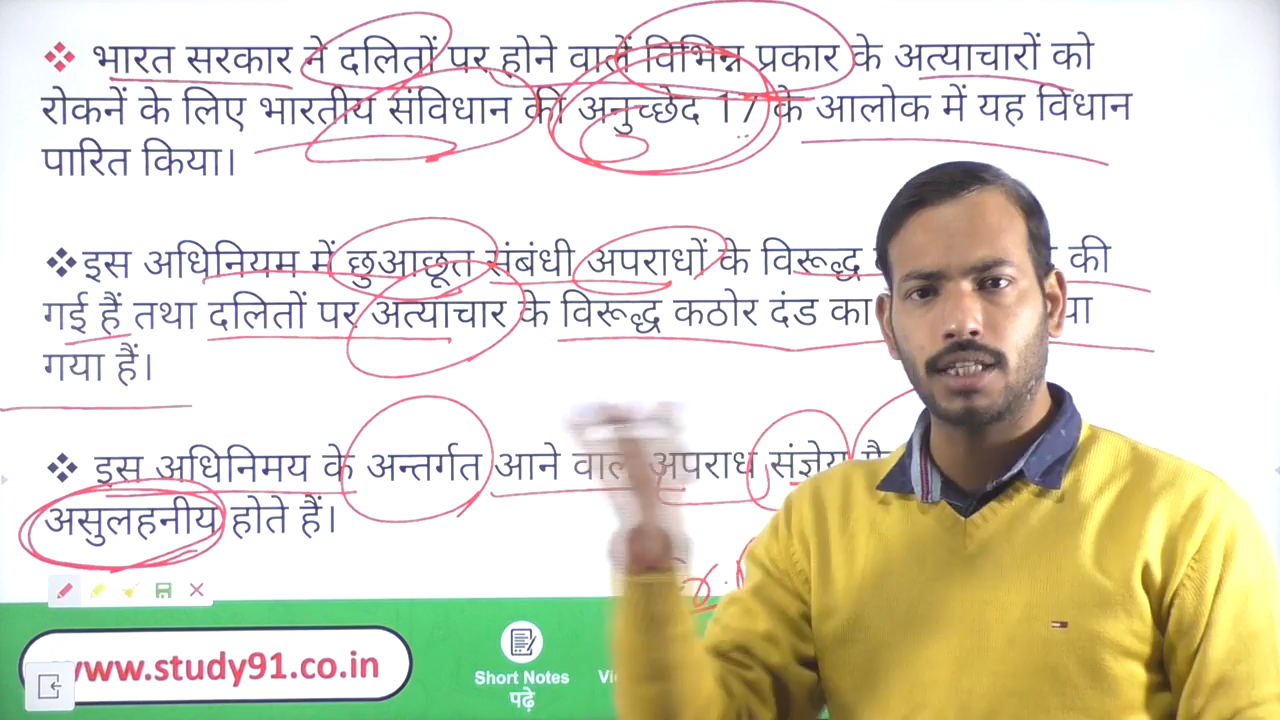 ❖ भारत सरकार ने दलितों पर होने वाले विभिन्न प्रकार के अत्याचारों को
रोकनें के लिए भारतीय संविधान की अनुच्छेद 17 के आलोक में यह विधान
पारित किया।
❖इस अधिनियम में छुआछूत संबंधी अपराधों के विरूद्ध की
गई हैं तथा दलितों पर अत्याचार के विरूद्ध कठोर दंड का
गया हैं।
❖ इस अधिनिमय के अन्तर्गत आने वाले अपराध संज्ञेय
असुलहनीय होते हैं।
www.study91.co.in
Short Notes
पढ़े